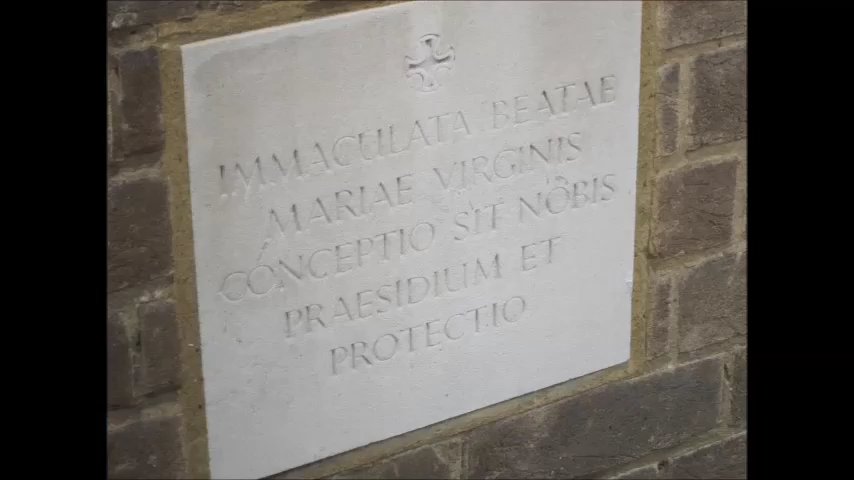 IMMACULATA BEATAE
MARIAE VIRGINIS
CONCEPTIO SIT NOBIS
PRAESIDIUM ET
PROTECTIO